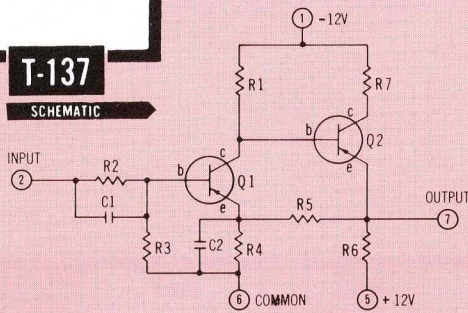 T-137
SCHEMATIC
1 -12V
R1
R7
c
b
Q2
e
INPUT
2
R2
C1
b
c
Q1
e
R5
OUTPUT
7
R3
C2
R4
R6
6 COMMON
5 +12V